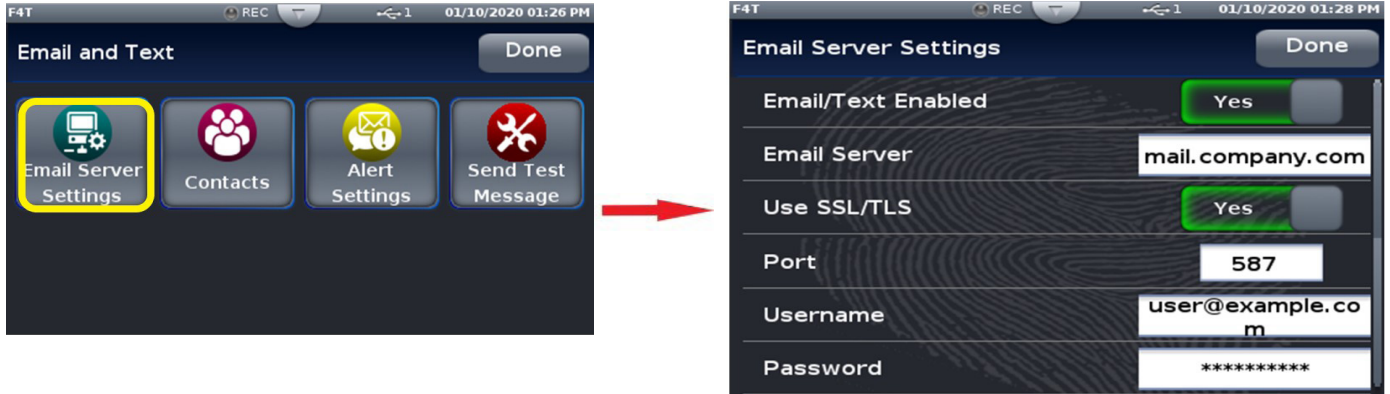 F4T REC 1 01/10/2020 01:26 PM
Email and Text Done
Email Server
Settings
Contacts
Alert
Settings
Send Test
Message
F4T REC 1 01/10/2020 01:28 PM
Email Server Settings Done
Email/Text Enabled Yes
Email Server mail.company.com
Use SSL/TLS Yes
Port 587
Username user@example.co
m
Password **********